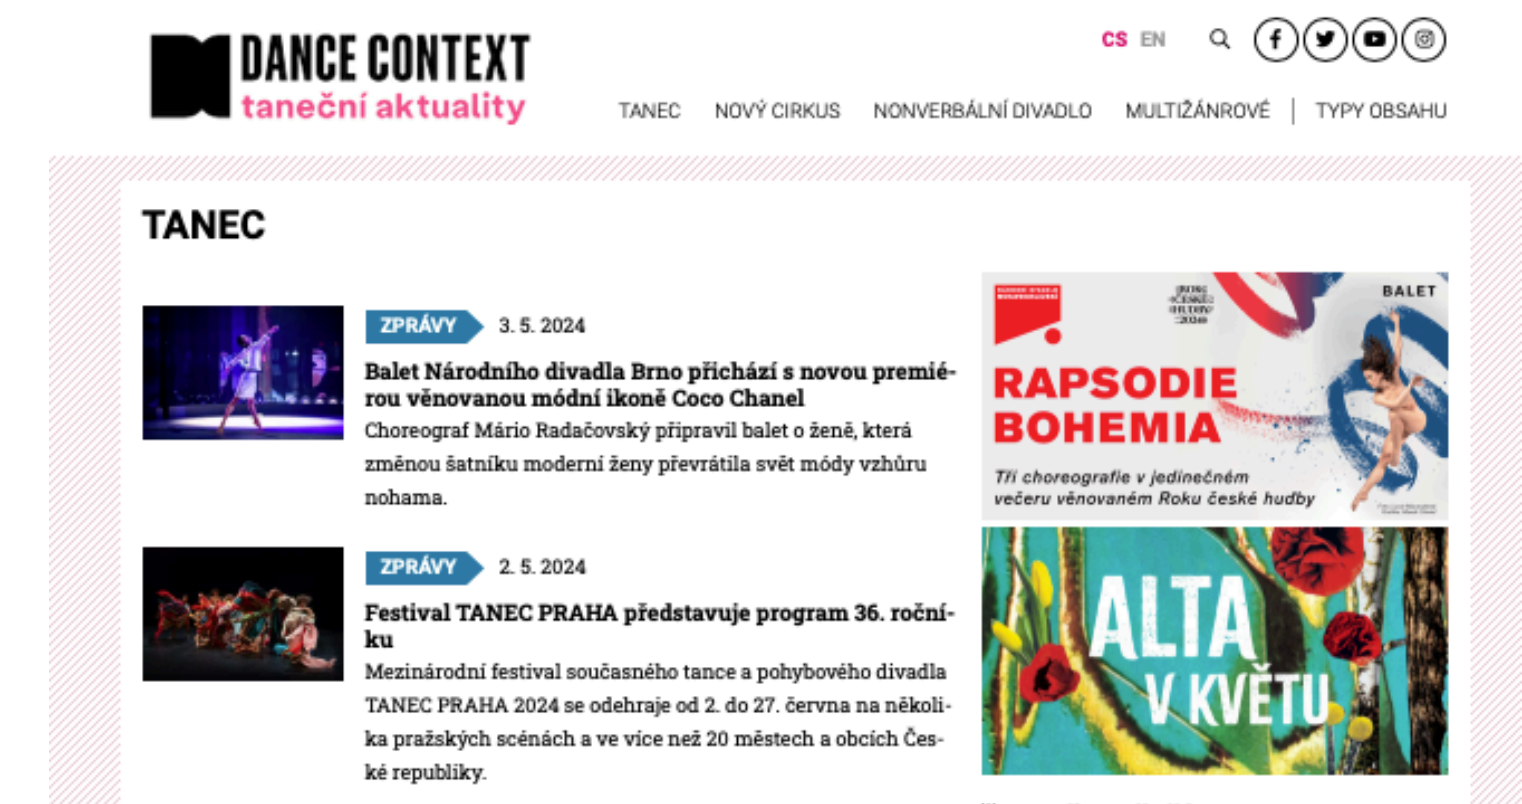 DANCE CONTEXT
taneční aktuality
CS EN
TANEC NOVÝ CIRKUS NONVERBÁLNÍ DIVADLO MULTIŽÁNROVÉ TYPY OBSAHU
TANEC
ZPRÁVY 3. 5. 2024
Balet Národního divadla Brno přichází s novou premié-
rou věnovanou módní ikoně Coco Chanel
Choreograf Mário Radačovský připravil balet o ženě, která
změnou šatníku moderní ženy převrátila svět módy vzhůru
nohama.
ZPRÁVY 2. 5. 2024
Festival TANEC PRAHA představuje program 36. roční-
ku
Mezinárodní festival současného tance a pohybového divadla
TANEC PRAHA 2024 se odehraje od 2. do 27. června na několi-
ka pražských scénách a ve více než 20 městech a obcích Čes-
ké republiky.
BALET
RAPSODIE
BOHEMIA
Tři choreografie v jedinečném
večeru věnovaném Roku české hudby
ALTA
V KVĚTU